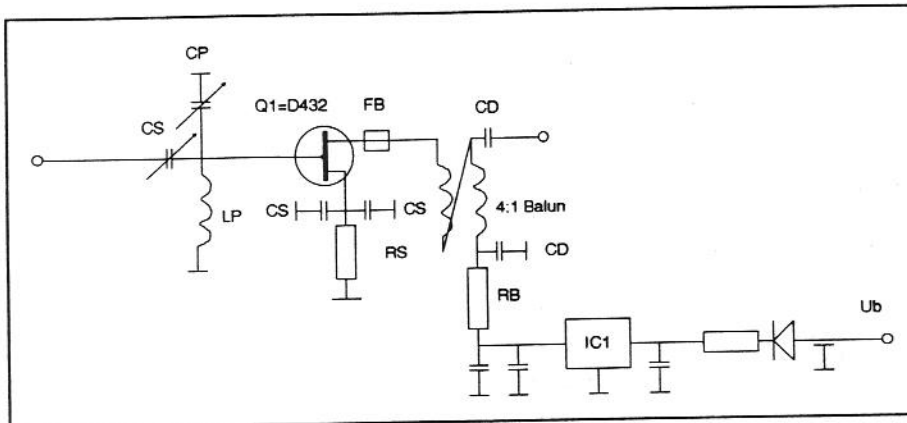 CP
Q1=D432
FB
CD
CS
LP
CS
CS
RS
4:1 Balun
CD
RB
IC1
Ub